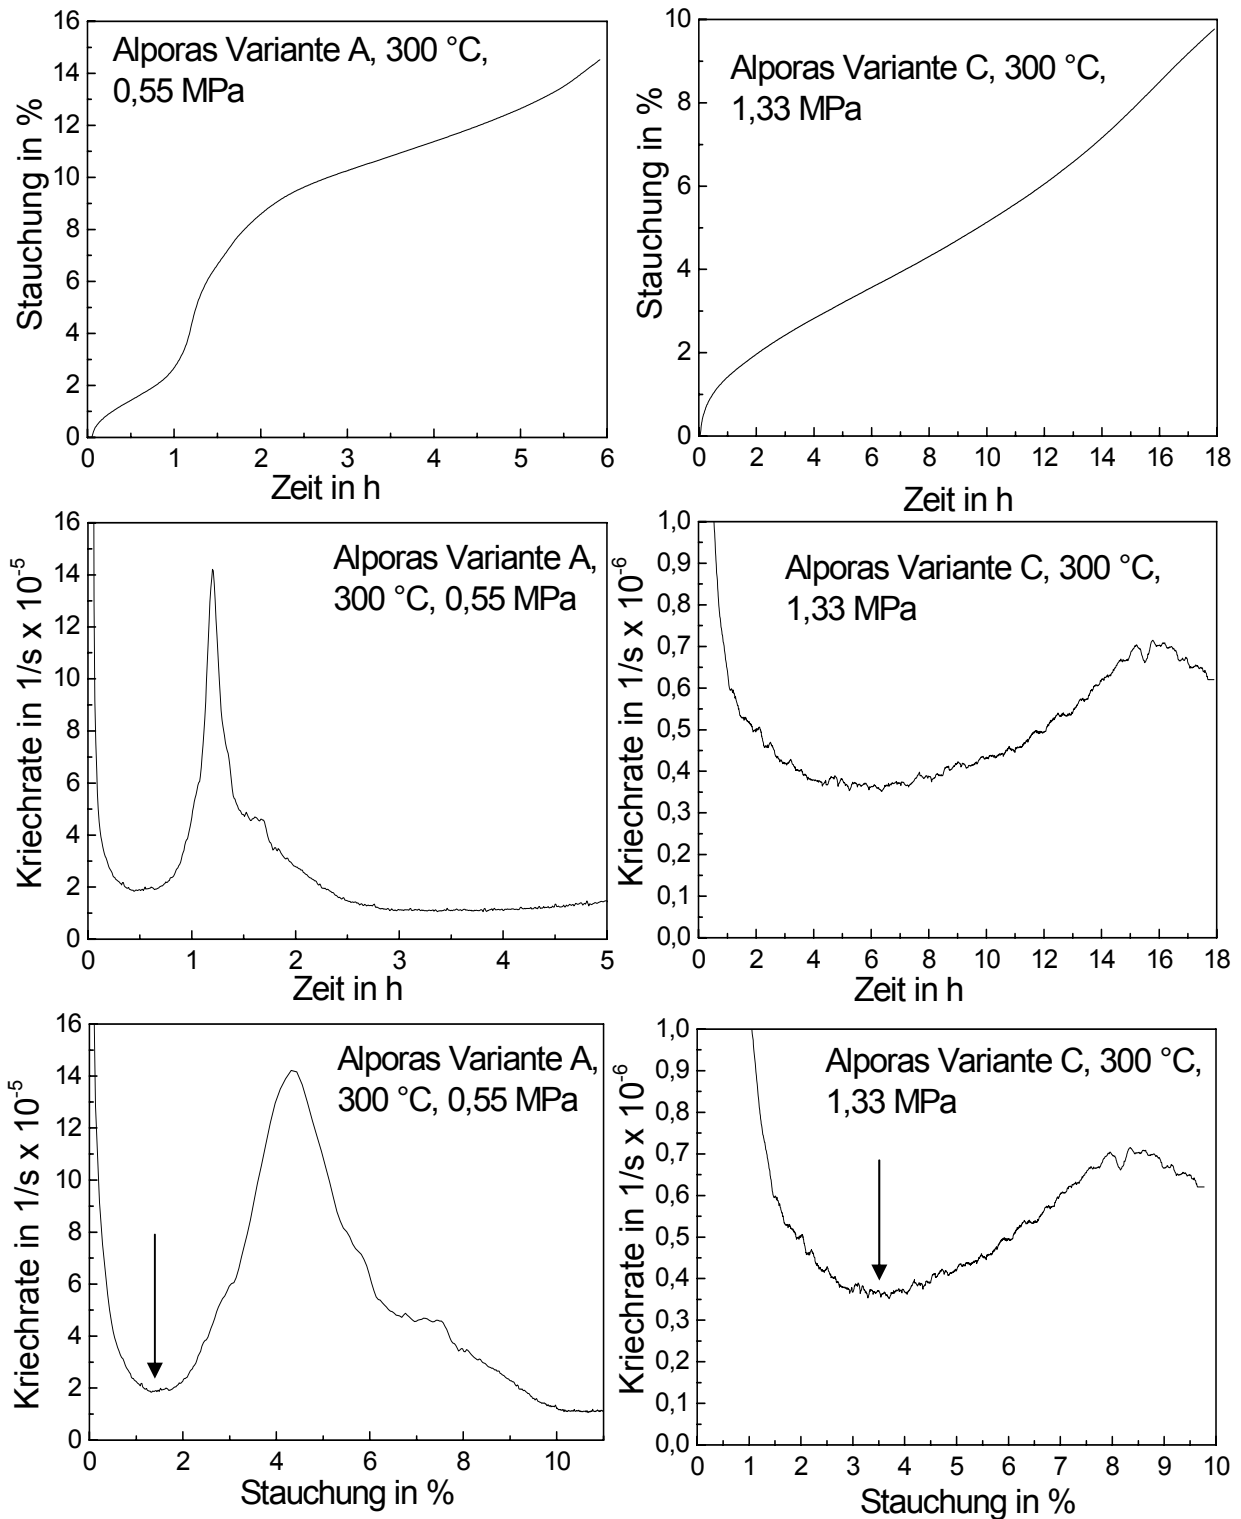 Alporas Variante A, 300 °C,
0,55 MPa
Stauchung in %
16
14
12
10
8
6
4
2
0
0 1 2 3 4 5 6
Zeit in h
Alporas Variante C, 300 °C,
1,33 MPa
Stauchung in %
10
8
6
4
2
0
0 2 4 6 8 10 12 14 16 18
Zeit in h
Alporas Variante A,
300 °C, 0,55 MPa
Kriechrate in 1/s x 10⁻⁵
16
14
12
10
8
6
4
2
0
0 1 2 3 4 5
Zeit in h
Alporas Variante C, 300 °C,
1,33 MPa
Kriechrate in 1/s x 10⁻⁶
1,0
0,9
0,8
0,7
0,6
0,5
0,4
0,3
0,2
0,1
0,0
0 2 4 6 8 10 12 14 16 18
Zeit in h
Alporas Variante A,
300 °C, 0,55 MPa
Kriechrate in 1/s x 10⁻⁵
16
14
12
10
8
6
4
2
0
0 2 4 6 8 10
Stauchung in %
Alporas Variante C, 300 °C,
1,33 MPa
Kriechrate in 1/s x 10⁻⁶
1,0
0,9
0,8
0,7
0,6
0,5
0,4
0,3
0,2
0,1
0,0
0 1 2 3 4 5 6 7 8 9 10
Stauchung in %